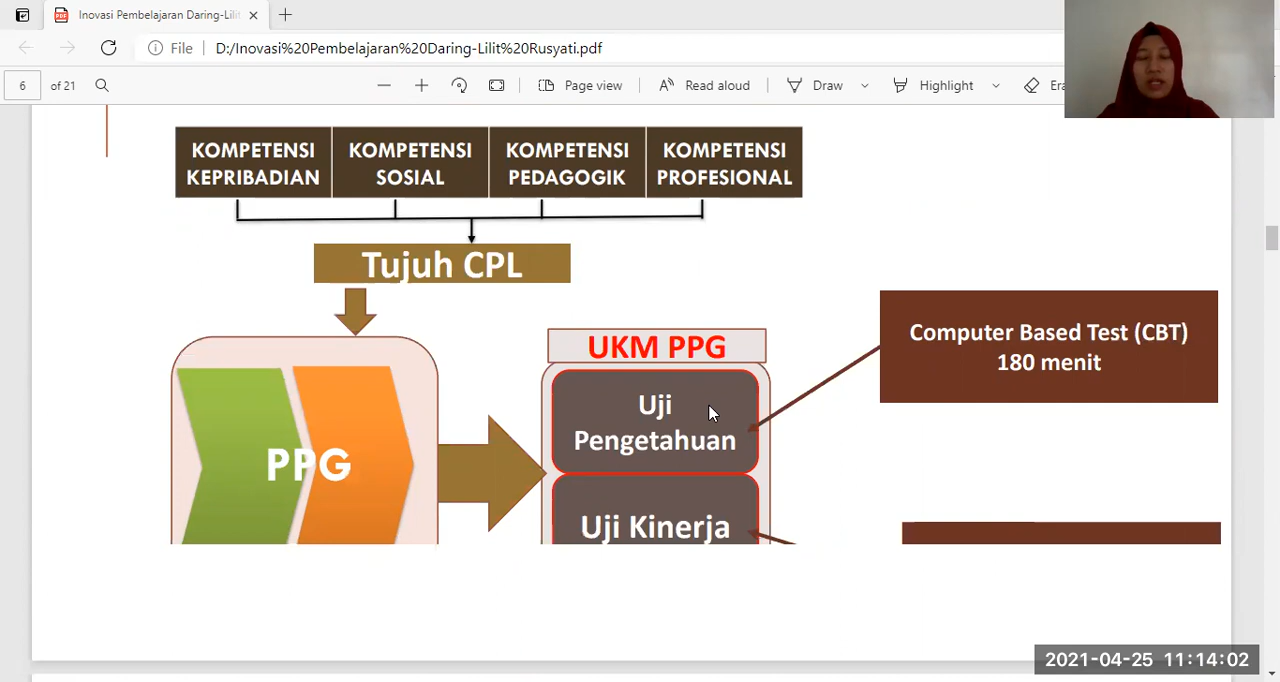 Inovasi Pembelajaran Daring-Lilit
File
D:/Inovasi%20Pembelajaran%20Daring-Lilit%20Rusyati.pdf
6
of 21
Page view
Read aloud
Draw
Highlight
KOMPETENSI
KEPRIBADIAN
KOMPETENSI
SOSIAL
KOMPETENSI
PEDAGOGIK
KOMPETENSI
PROFESIONAL
Tujuh CPL
PPG
UKM PPG
Uji
Pengetahuan
Uji Kinerja
Computer Based Test (CBT)
180 menit
2021-04-25 11:14:02